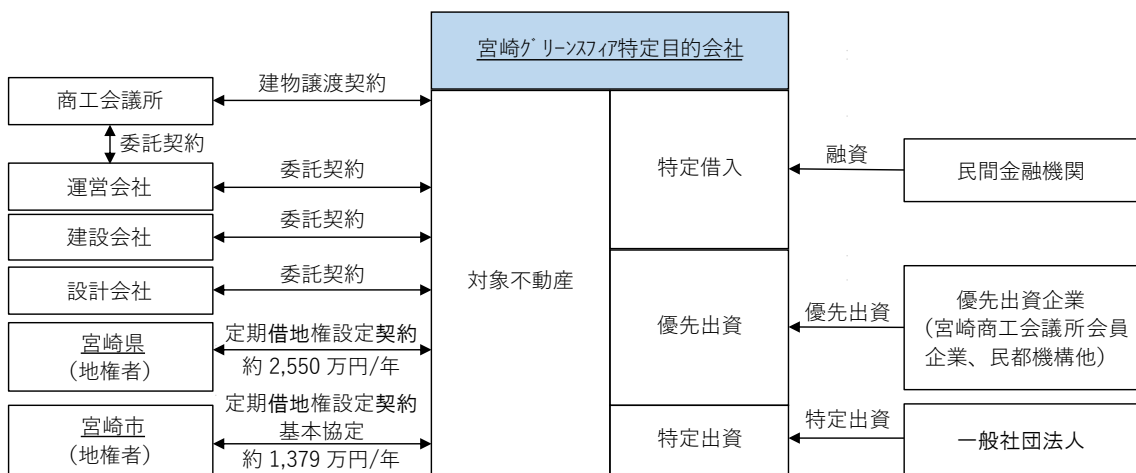 宮崎ｸﾞﾘｰﾝｽﾌｨｱ特定目的会社
商工会議所
建物譲渡契約
委託契約
運営会社
委託契約
建設会社
委託契約
設計会社
委託契約
宮崎県
(地権者)
定期借地権設定契約
約 2,550 万円/年
宮崎市
(地権者)
定期借地権設定契約
基本協定
約 1,379 万円/年
対象不動産
特定借入
優先出資
特定出資
融資
民間金融機関
優先出資
優先出資企業
(宮崎商工会議所会員
企業、民都機構他)
特定出資
一般社団法人